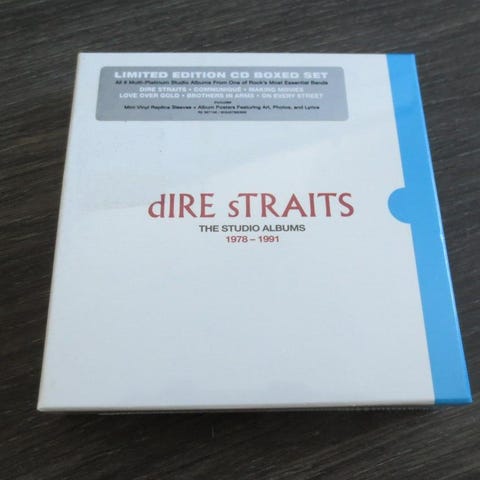 LIMITED EDITION CD BOXED SET
All 6 Multi-Platinum Studio Albums From One of Rock's Most Essential Bands
DIRE STRAITS • COMMUNIQUÉ • MAKING MOVIES
LOVE OVER GOLD • BROTHERS IN ARMS • ON EVERY STREET
Mini Vinyl Replica Sleeves + Album Posters Featuring Art, Photos, and Lyrics
dIRE sTRAITS
THE STUDIO ALBUMS
1978 – 1991